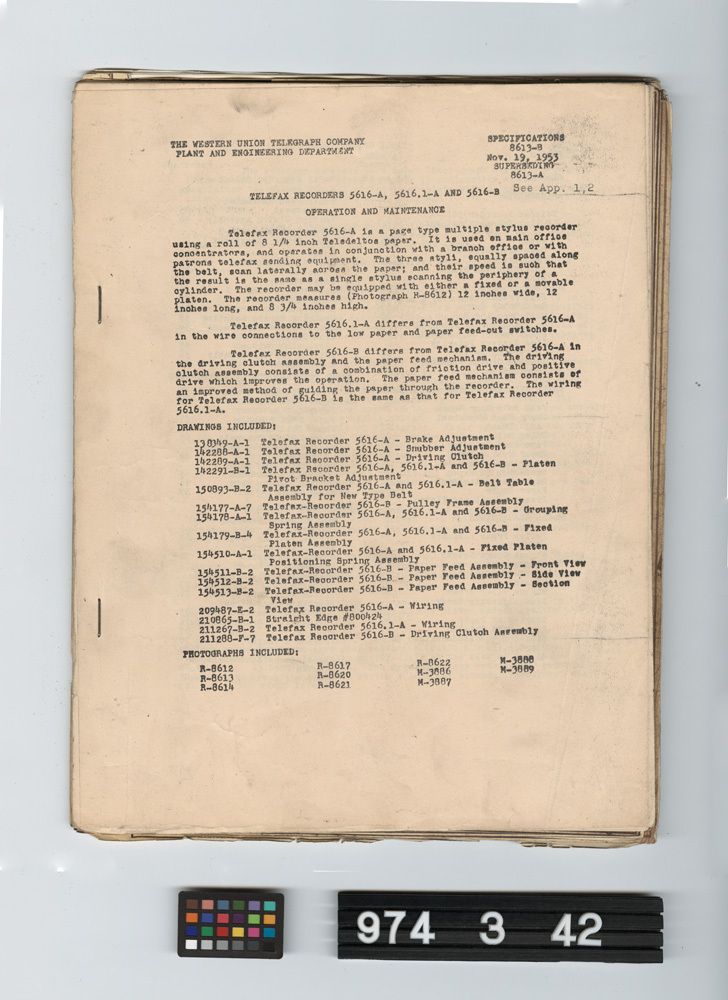 THE WESTERN UNION TELEGRAPH COMPANY
PLANT AND ENGINEERING DEPARTMENT
SPECIFICATIONS
8613-B
Nov. 19, 1953
SUPERSEDING
8613-A
See App. 1,2
TELEFAX RECORDERS 5616-A, 5616.1-A AND 5616-B
OPERATION AND MAINTENANCE
Telefax Recorder 5616-A is a page type multiple stylus recorder
using a roll of 8 1/4 inch Teledeltos paper. It is used on main office
concentrators, and operates in conjunction with a branch office or with
patrons telefax sending equipment. The three styli, equally spaced along
the belt, scan laterally across the paper; and their speed is such that
the result is the same as a single stylus scanning the periphery of a
cylinder. The recorder may be equipped with either a fixed or a movable
platen. The recorder measures (Photograph R-8612) 12 inches wide, 12
inches long, and 8 3/4 inches high.
Telefax Recorder 5616.1-A differs from Telefax Recorder 5616-A
in the wire connections to the low paper and paper feed-out switches.
Telefax Recorder 5616-B differs from Telefax Recorder 5616-A in
the driving clutch assembly and the paper feed mechanism. The driving
clutch assembly consists of a combination of friction drive and positive
drive which improves the operation. The paper feed mechanism consists of
an improved method of guiding the paper through the recorder. The wiring
for Telefax Recorder 5616-B is the same as that for Telefax Recorder
5616.1-A.
DRAWINGS INCLUDED:
138349-A-1 Telefax Recorder 5616-A - Brake Adjustment
142288-A-1 Telefax Recorder 5616-A - Snubber Adjustment
142289-A-1 Telefax Recorder 5616-A - Driving Clutch
142291-B-1 Telefax Recorder 5616-A, 5616.1-A and 5616-B - Platen
Pivot Bracket Adjustment
150893-B-2 Telefax Recorder 5616-A and 5616.1-A - Belt Table
Assembly for New Type Belt
154177-A-7 Telefax-Recorder 5616-B - Pulley Frame Assembly
154178-A-1 Telefax-Recorder 5616-A, 5616.1-A and 5616-B - Grouping
Spring Assembly
154179-B-4 Telefax-Recorder 5616-A, 5616.1-A and 5616-B - Fixed
Platen Assembly
154510-A-1 Telefax-Recorder 5616-A and 5616.1-A - Fixed Platen
Positioning Spring Assembly
154511-B-2 Telefax-Recorder 5616-B - Paper Feed Assembly - Front View
154512-B-2 Telefax-Recorder 5616-B - Paper Feed Assembly - Side View
154513-B-2 Telefax-Recorder 5616-B - Paper Feed Assembly - Section
View
209487-E-2 Telefax Recorder 5616-A - Wiring
210865-B-1 Straight Edge #800424
211267-B-2 Telefax Recorder 5616.1-A - Wiring
211288-F-7 Telefax Recorder 5616-B - Driving Clutch Assembly
PHOTOGRAPHS INCLUDED:
R-8612 R-8617 R-8622 M-3888
R-8613 R-8620 M-3886 M-3889
R-8614 R-8621 M-3887
974 3 42